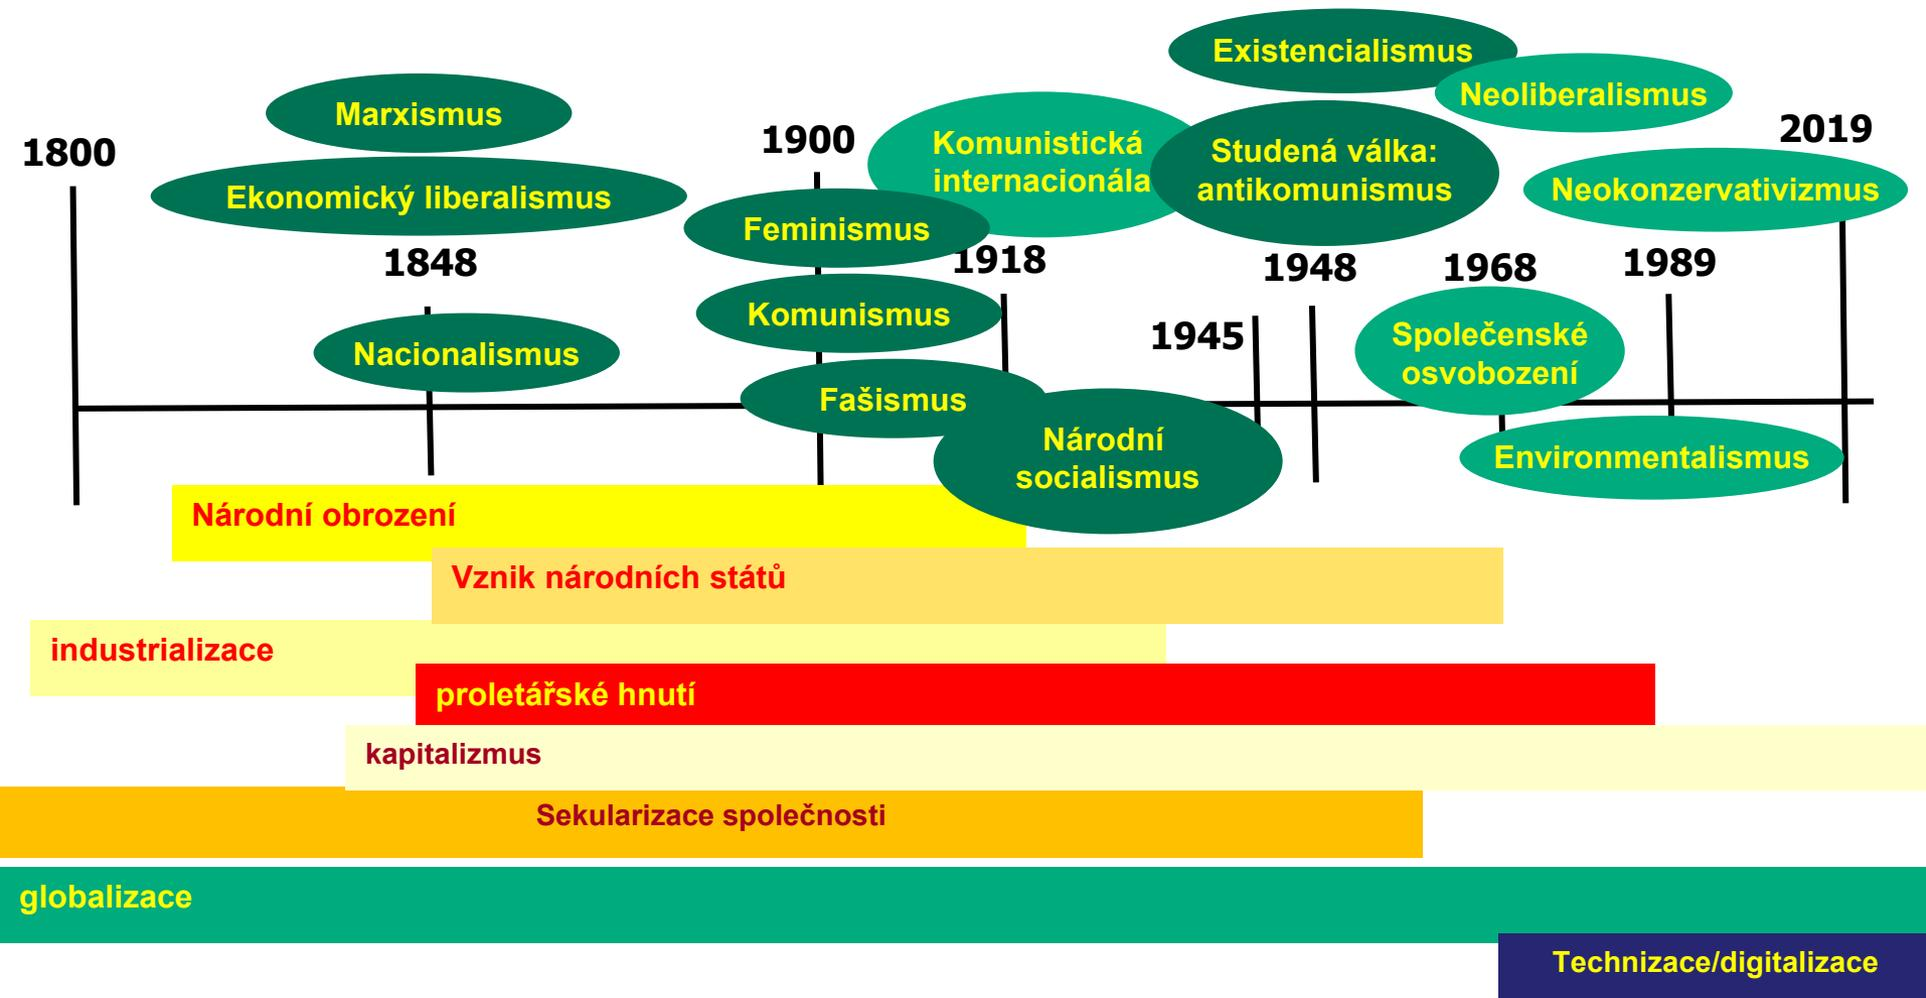 Existencialismus
Neoliberalismus
Marxismus
1800
1900
Komunistická
internacionála
Studená válka:
antikomunismus
2019
Ekonomický liberalismus
Neokonzervativizmus
Feminismus
1848
1918
1948
1968
1989
Komunismus
1945
Společenské
osvobození
Nacionalismus
Fašismus
Národní
socialismus
Environmentalismus
Národní obrození
Vznik národních států
industrializace
proletářské hnutí
kapitalizmus
Sekularizace společnosti
globalizace
Technizace/digitalizace